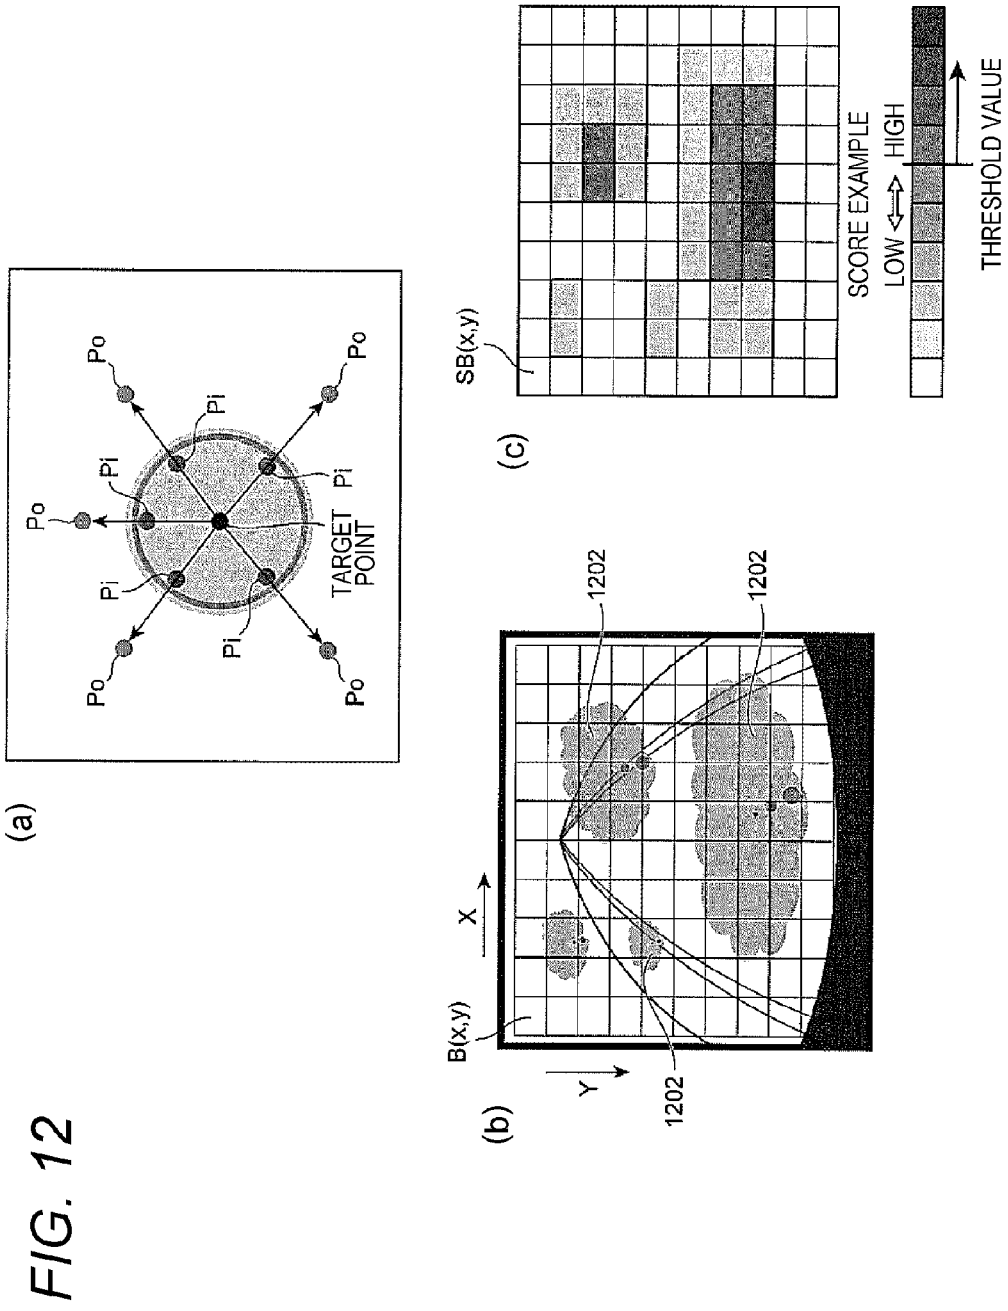 FIG. 12
(a)
Po
Po
Po
Pi
Pi
Pi
Pi
Pi
TARGET
POINT
Po
Po
(b)
B(x,y)
X
Y
1202
1202
1202
(c)
SB(x,y)
SCORE EXAMPLE
LOW
HIGH
THRESHOLD VALUE